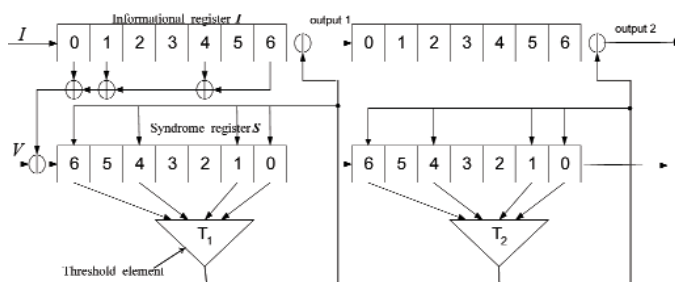 Informational register I
output 1
output 2
I
0 1 2 3 4 5 6
0 1 2 3 4 5 6
Syndrome register S
V
6 5 4 3 2 1 0
6 5 4 3 2 1 0
T1
T2
Threshold element